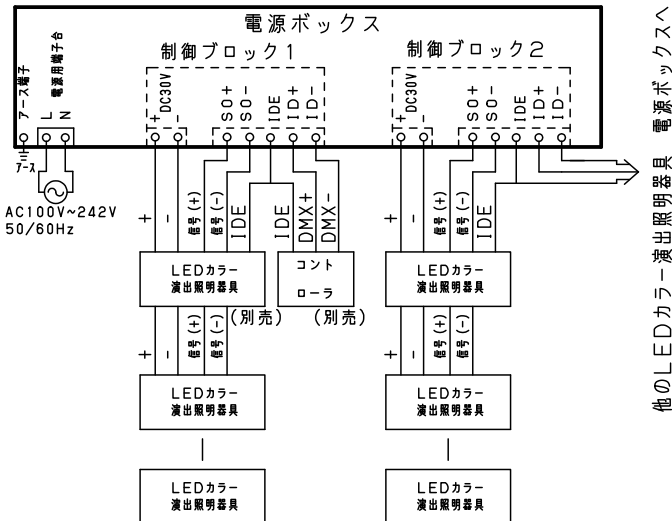 電源ボックス
制御ブロック1
制御ブロック2
アース端子
L
N
電源用端子台
+
-
DC30V
SO+
SO-
IDE
ID+
ID-
+
-
DC30V
SO+
SO-
IDE
ID+
ID-
アース
AC100V~242V
50/60Hz
+
-
信号(+)
信号(-)
IDE
IDE
DMX+
DMX-
+
-
信号(+)
信号(-)
IDE
LEDカラー
演出照明器具
コント
ローラ
(別売)
(別売)
LEDカラー
演出照明器具
+
-
信号(+)
信号(-)
+
-
信号(+)
信号(-)
LEDカラー
演出照明器具
LEDカラー
演出照明器具
LEDカラー
演出照明器具
LEDカラー
演出照明器具
他のLEDカラー演出照明器具 電源ボックスへ